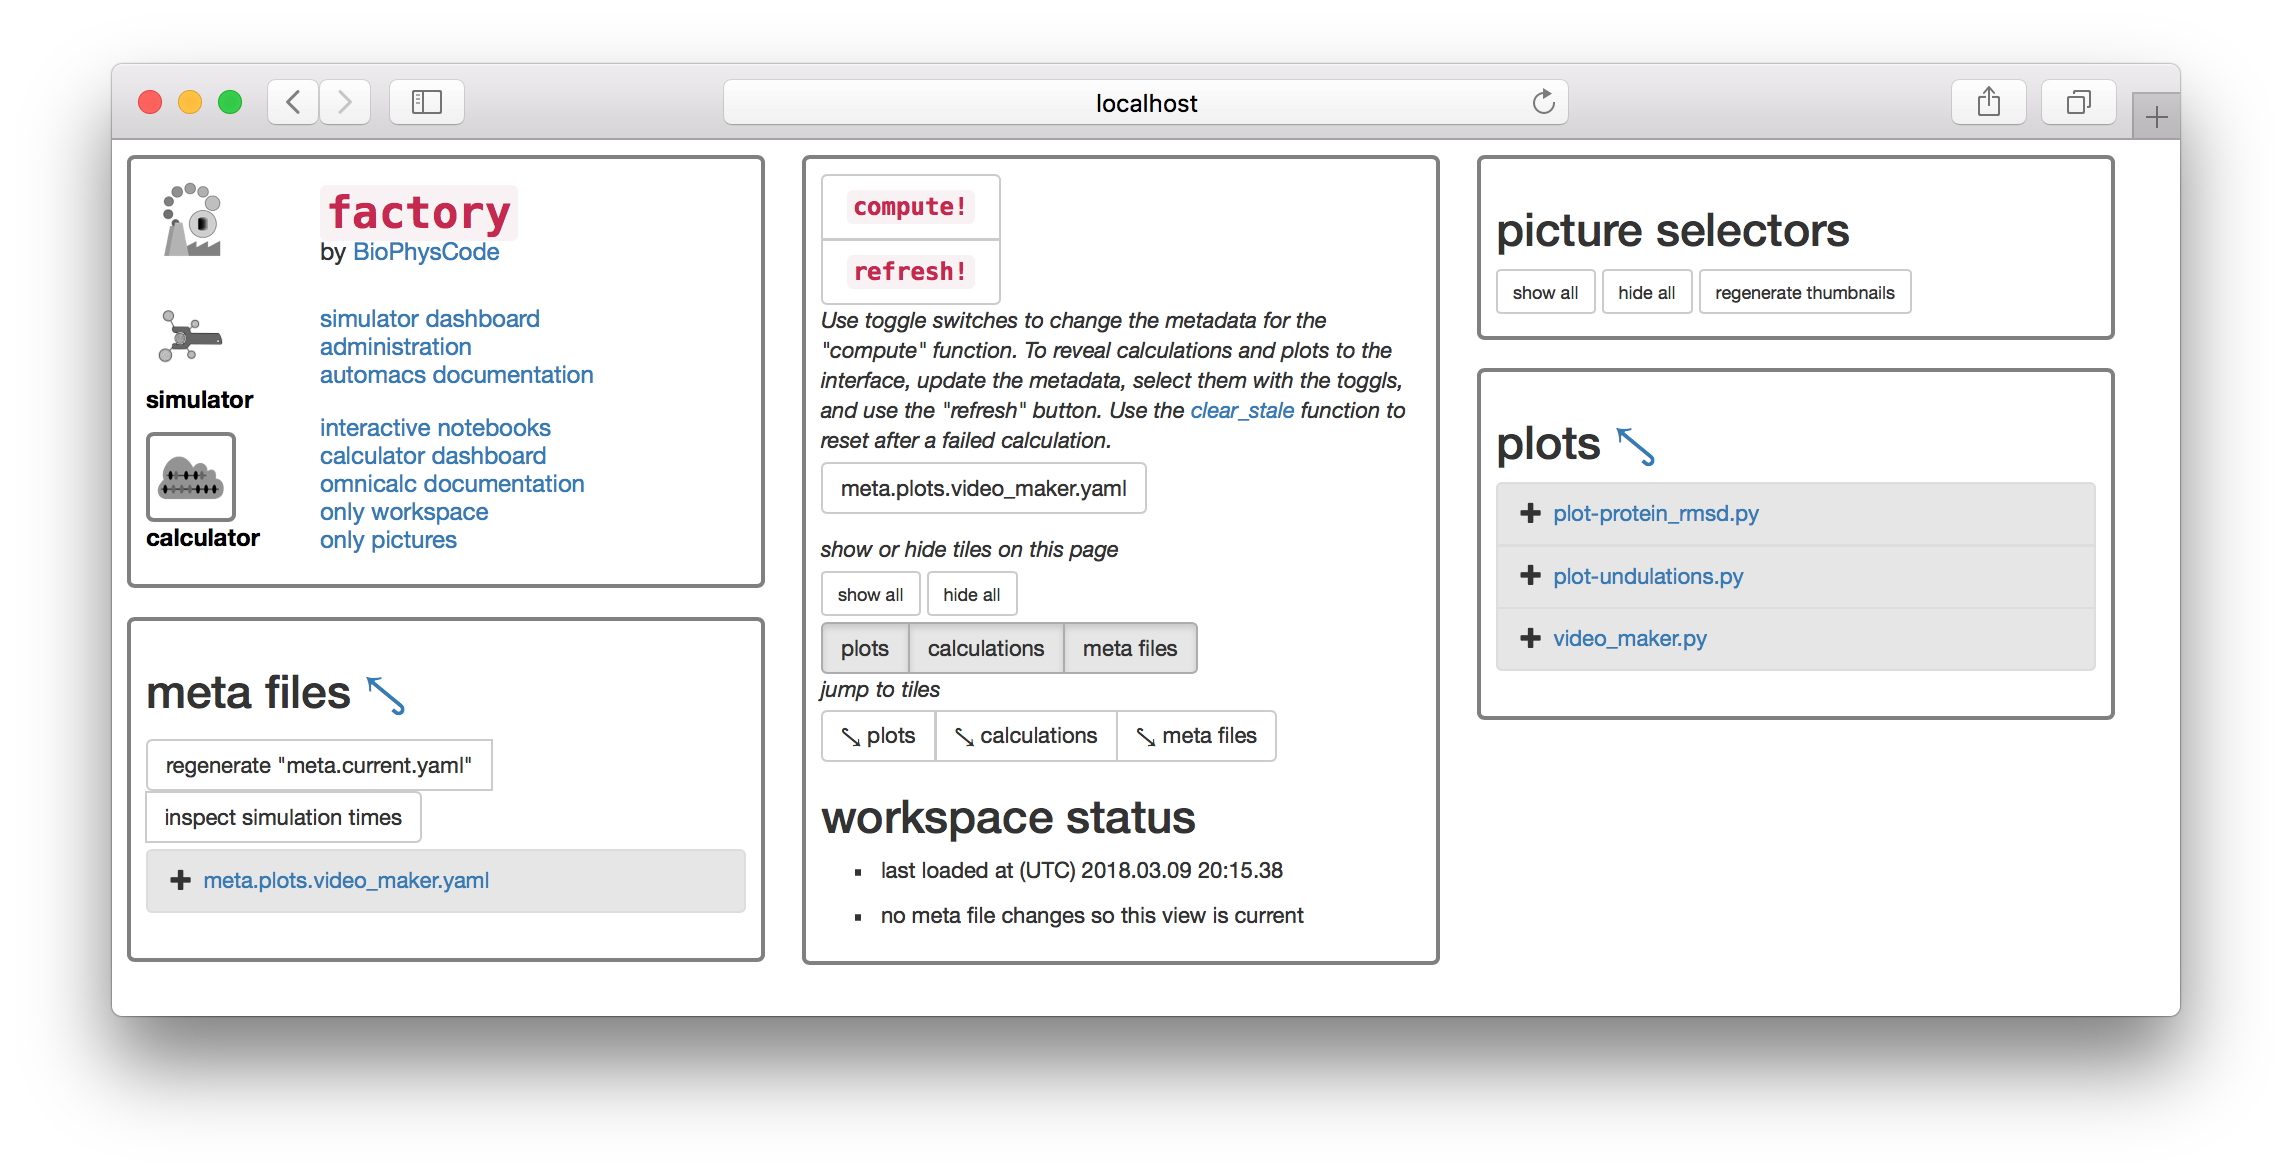 localhost
factory
by BioPhysCode
simulator dashboard
administration
automacs documentation
simulator
interactive notebooks
calculator dashboard
omnicalc documentation
only workspace
only pictures
calculator
meta files
regenerate "meta.current.yaml"
inspect simulation times
meta.plots.video_maker.yaml
compute!
refresh!
Use toggle switches to change the metadata for the
"compute" function. To reveal calculations and plots to the
interface, update the metadata, select them with the toggls,
and use the "refresh" button. Use the clear_stale function to
reset after a failed calculation.
meta.plots.video_maker.yaml
show or hide tiles on this page
show all hide all
plots calculations meta files
jump to tiles
plots calculations meta files
workspace status
last loaded at (UTC) 2018.03.09 20:15.38
no meta file changes so this view is current
picture selectors
show all hide all regenerate thumbnails
plots
plot-protein_rmsd.py
plot-undulations.py
video_maker.py